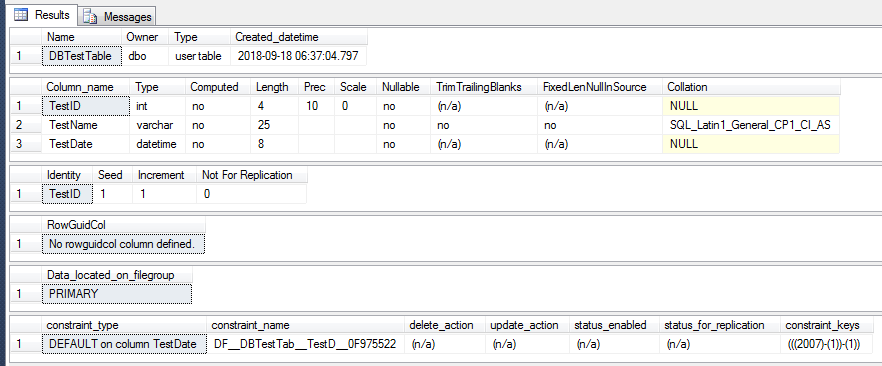 Results Messages
Name Owner Type Created_datetime
1 DBTestTable dbo user table 2018-09-18 06:37:04.797
Column_name Type Computed Length Prec Scale Nullable TrimTrailingBlanks FixedLenNullInSource Collation
1 TestID int no 4 10 0 no (n/a) (n/a) NULL
2 TestName varchar no 25 no no no SQL_Latin1_General_CP1_CI_AS
3 TestDate datetime no 8 no (n/a) (n/a) NULL
Identity Seed Increment Not For Replication
1 TestID 1 1 0
RowGuidCol
1 No rowguidcol column defined.
Data_located_on_filegroup
1 PRIMARY
constraint_type constraint_name delete_action update_action status_enabled status_for_replication constraint_keys
1 DEFAULT on column TestDate DF__DBTestTab__TestD__0F975522 (n/a) (n/a) (n/a) (n/a) (((2007)-(1))-(1))